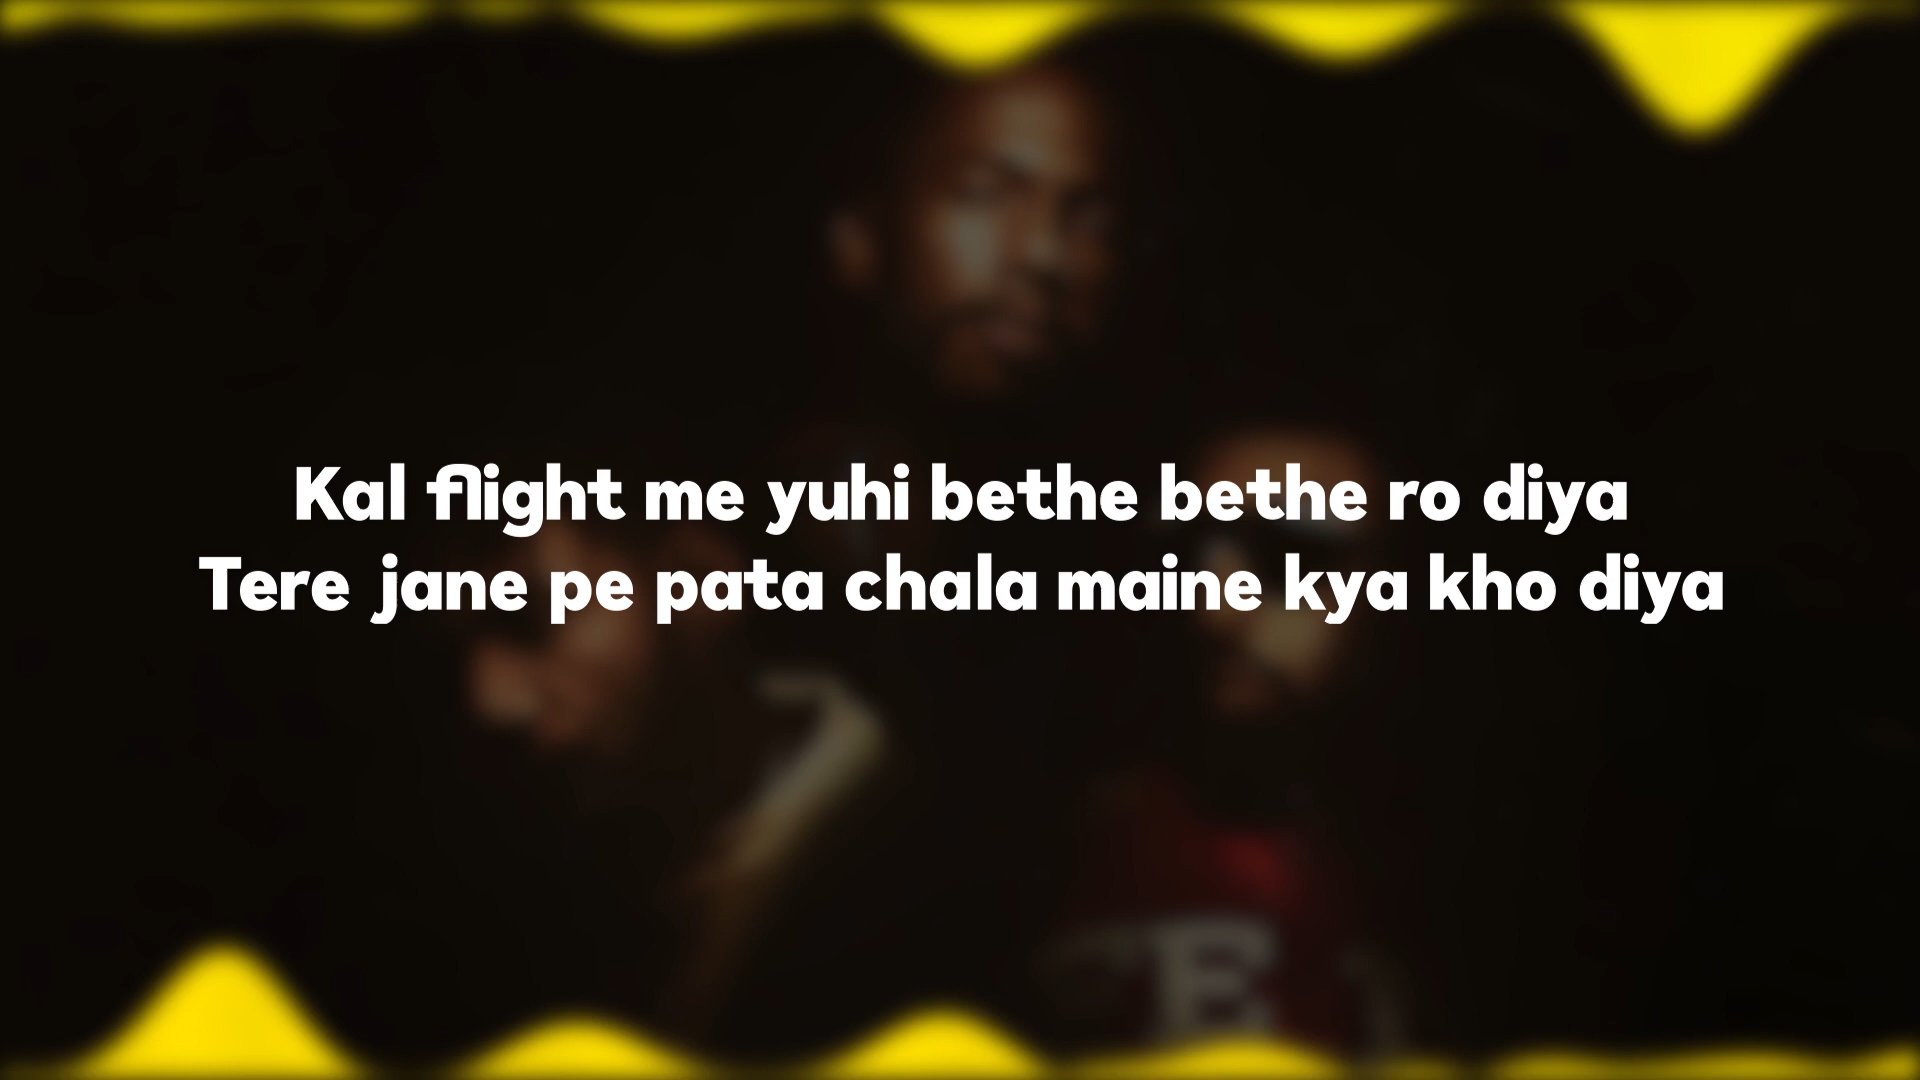 Kal flight me yuhi bethe bethe ro diya
Tere jane pe pata chala maine kya kho diya
E